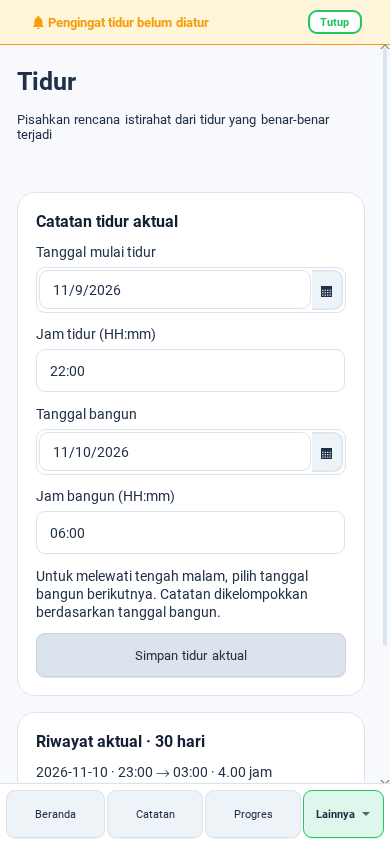 Pengingat tidur belum diatur
Tutup
Tidur
Pisahkan rencana istirahat dari tidur yang benar-benar
terjadi
Catatan tidur aktual
Tanggal mulai tidur
11/9/2026
Jam tidur (HH:mm)
22:00
Tanggal bangun
11/10/2026
Jam bangun (HH:mm)
06:00
Untuk melewati tengah malam, pilih tanggal
bangun berikutnya. Catatan dikelompokkan
berdasarkan tanggal bangun.
Simpan tidur aktual
Riwayat aktual · 30 hari
2026-11-10 · 23:00 → 03:00 · 4.00 jam
Beranda
Catatan
Progres
Lainnya